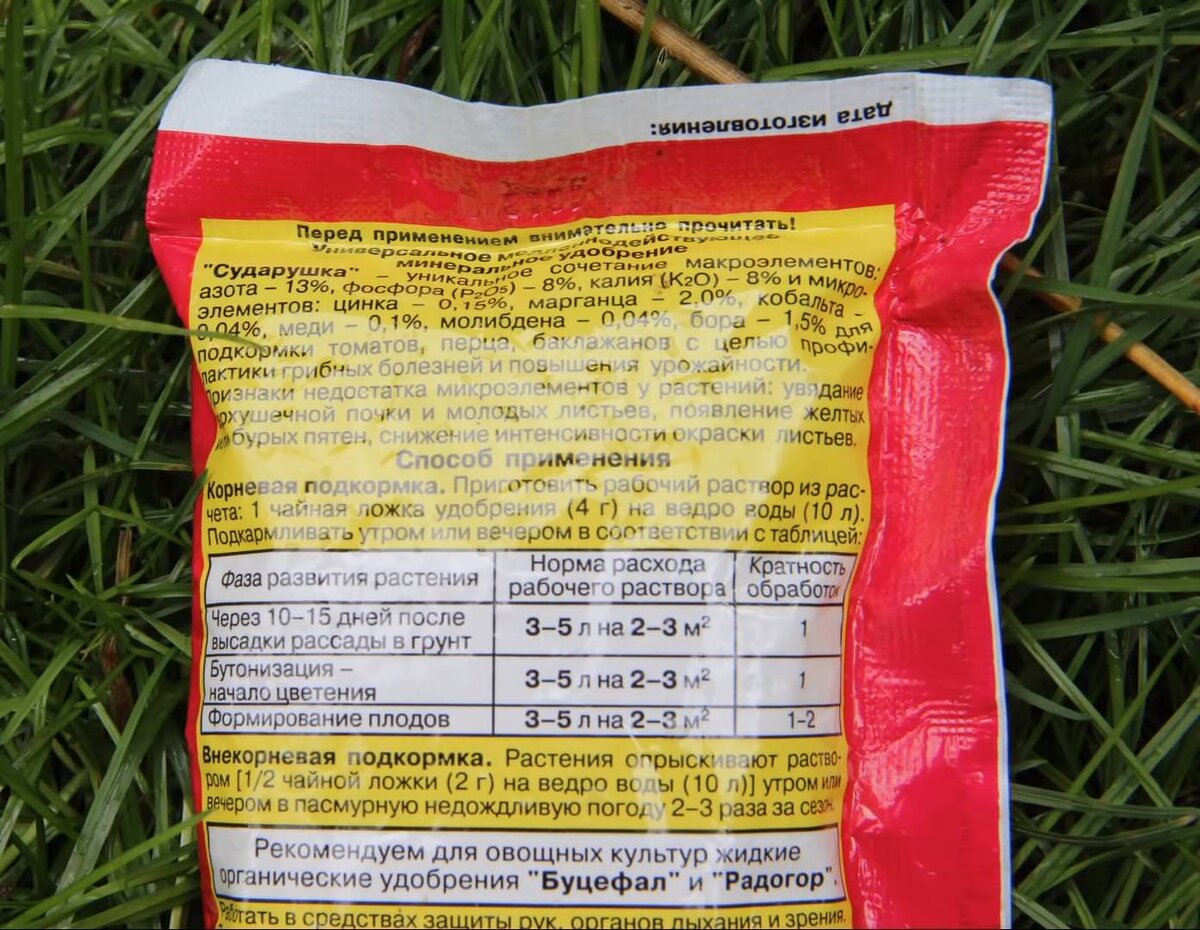 дата изготовления:
Перед применением внимательно прочитать!
Универсальное медленнодействующее
минеральное удобрение
"Сударушка" – уникальное сочетание макроэлементов:
азота – 13%, фосфора (P₂O₅) – 8%, калия (K₂O) – 8% и микро-
элементов: цинка – 0,15%, марганца – 2,0%, кобальта –
0,04%, меди – 0,1%, молибдена – 0,04%, бора – 1,5% для
подкормки томатов, перца, баклажанов с целью профи-
лактики грибных болезней и повышения урожайности.
Признаки недостатка микроэлементов у растений: увядание
верхушечной почки и молодых листьев, появление желтых
или бурых пятен, снижение интенсивности окраски листьев.
Способ применения
Корневая подкормка. Приготовить рабочий раствор из рас-
чета: 1 чайная ложка удобрения (4 г) на ведро воды (10 л).
Подкармливать утром или вечером в соответствии с таблицей:
Фаза развития растения
Норма расхода
рабочего раствора
Кратность
обработок
Через 10–15 дней после
высадки рассады в грунт
3–5 л на 2–3 м²
1
Бутонизация –
начало цветения
3–5 л на 2–3 м²
1
Формирование плодов
3–5 л на 2–3 м²
1–2
Внекорневая подкормка. Растения опрыскивают раство-
ром [1/2 чайной ложки (2 г) на ведро воды (10 л)] утром или
вечером в пасмурную недождливую погоду 2–3 раза за сезон.
Рекомендуем для овощных культур жидкие
органические удобрения "Буцефал" и "Радогор".
Работать в средствах защиты рук, органов дыхания и зрения.